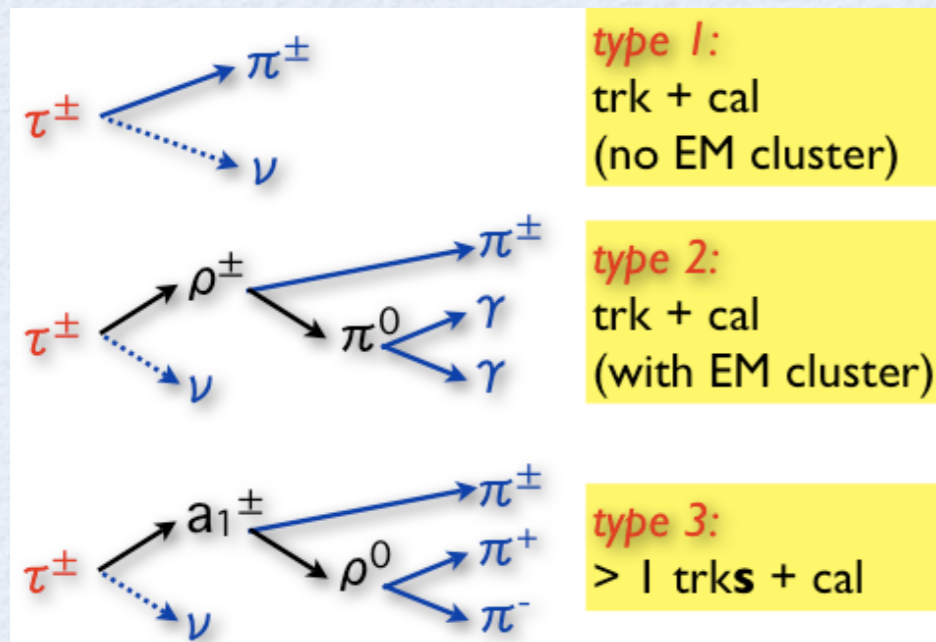 π±
τ±
ν
type 1:
trk + cal
(no EM cluster)
π±
ρ±
γ
τ±
π0
ν
γ
type 2:
trk + cal
(with EM cluster)
π±
a1±
π+
τ±
ρ0
ν
π-
type 3:
> 1 trks + cal